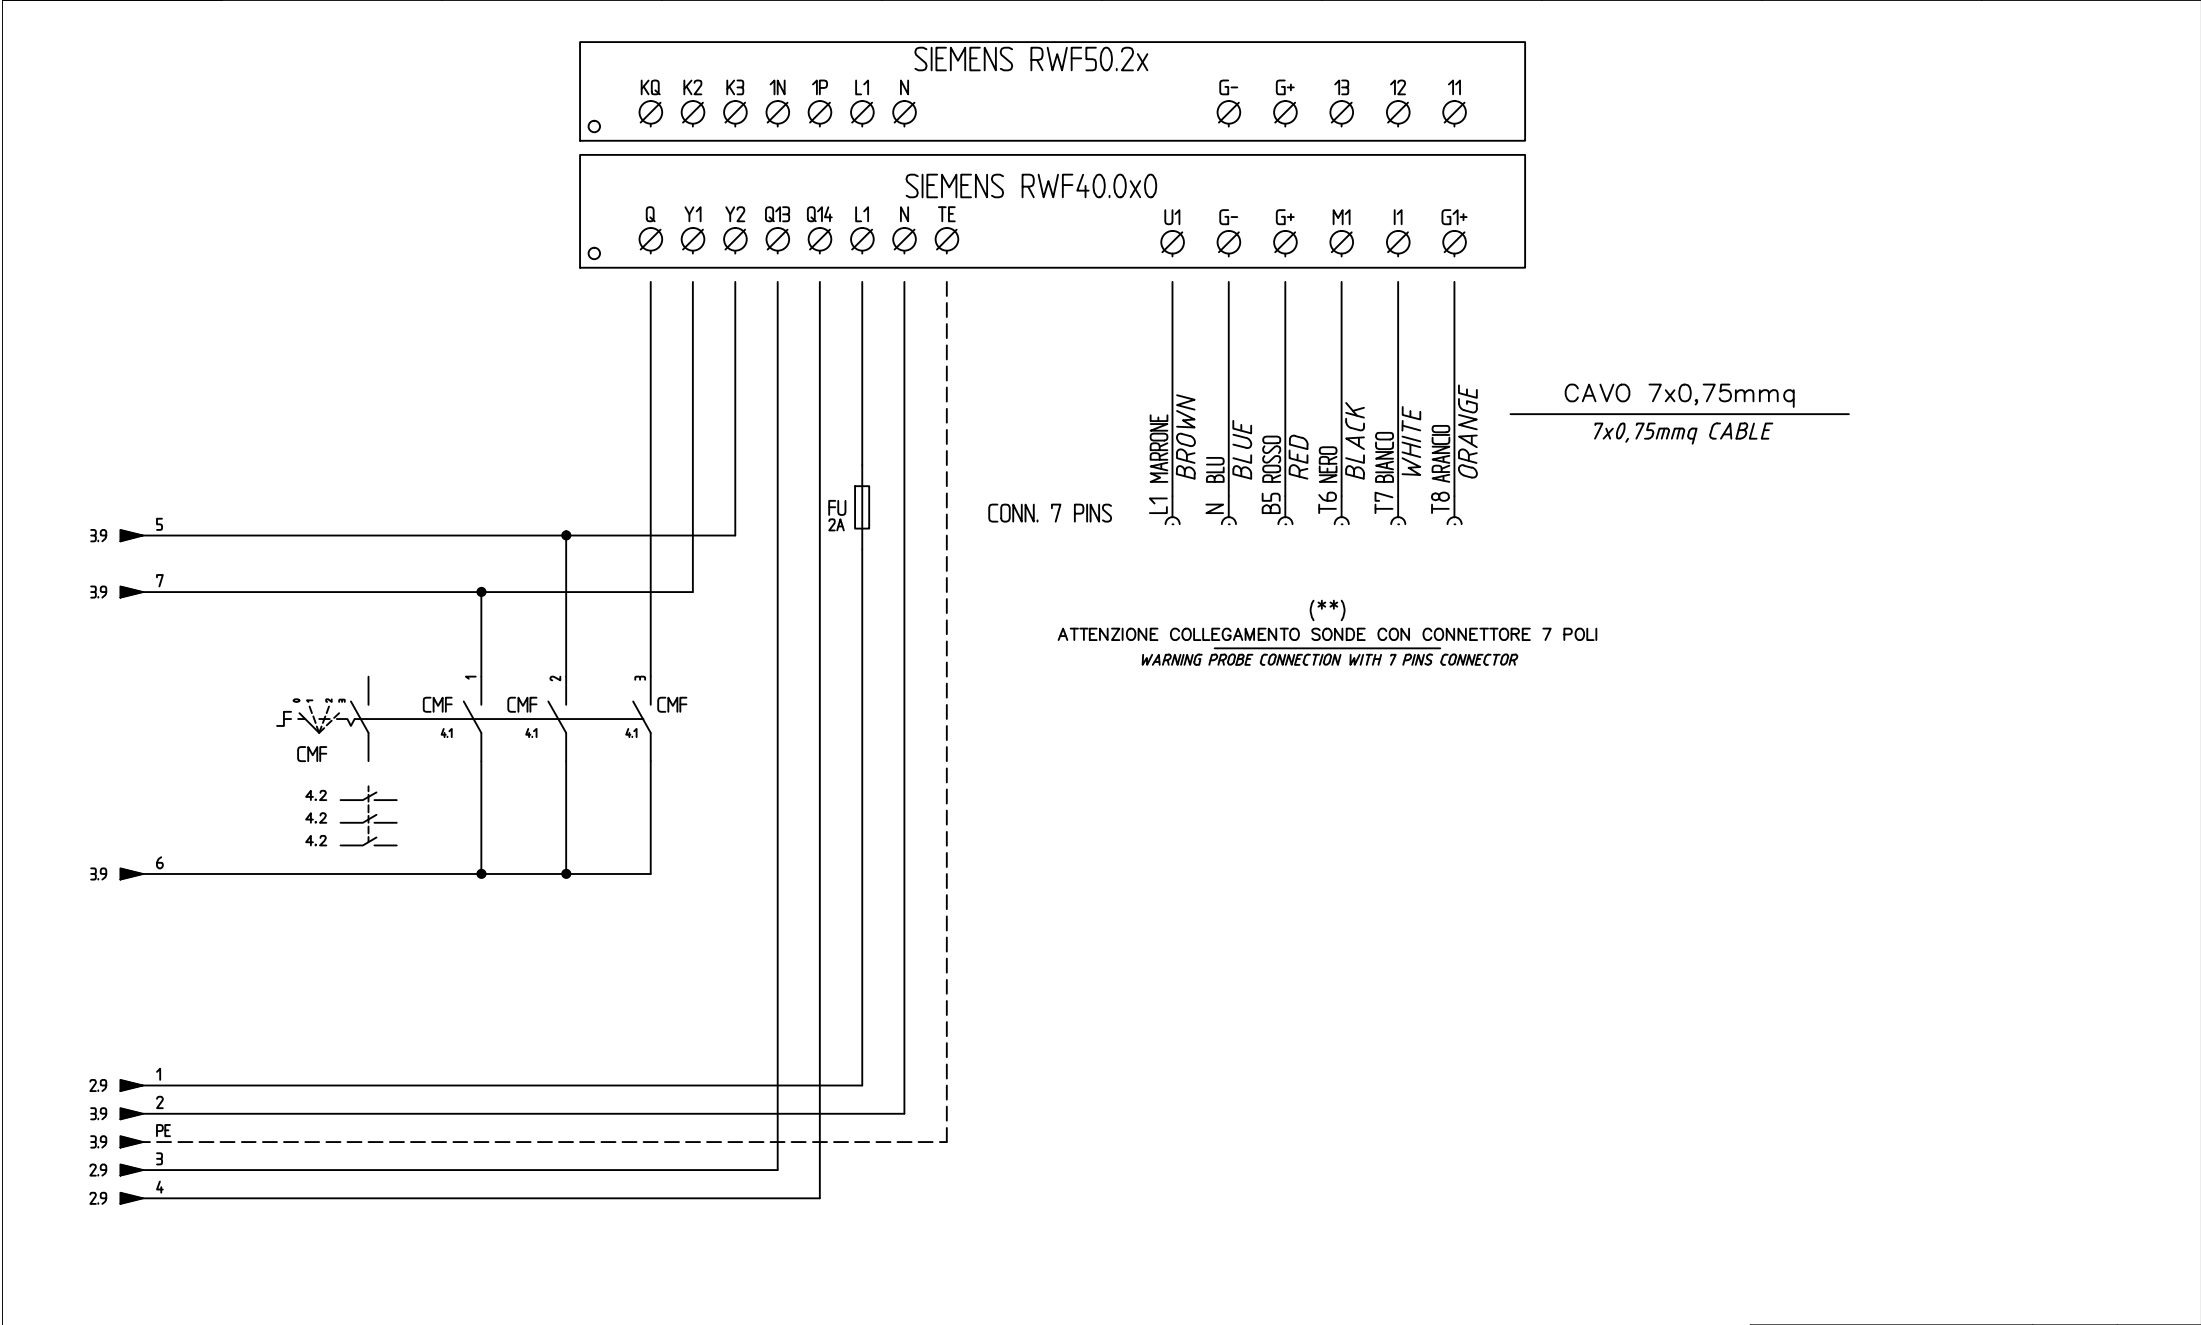 SIEMENS RWF50.2x
KQ K2 K3 1N 1P L1 N G- G+ 13 12 11
SIEMENS RWF40.0x0
Q Y1 Y2 Q13 Q14 L1 N TE U1 G- G+ M1 I1 G1+
L1 MARRONE
BROWN
N BLU
BLUE
B5 ROSSO
RED
T6 NERO
BLACK
T7 BIANCO
WHITE
T8 ARANCIO
ORANGE
CAVO 7x0,75mmq
7x0,75mmq CABLE
CONN. 7 PINS
FU
2A
3.9 5
3.9 7
(**)
ATTENZIONE COLLEGAMENTO SONDE CON CONNETTORE 7 POLI
WARNING PROBE CONNECTION WITH 7 PINS CONNECTOR
1 2 3
0 1 2 3
CMF CMF CMF
4.1 4.1 4.1
CMF
4.2
4.2
4.2
3.9 6
2.9 1
3.9 2
3.9 PE
2.9 3
2.9 4